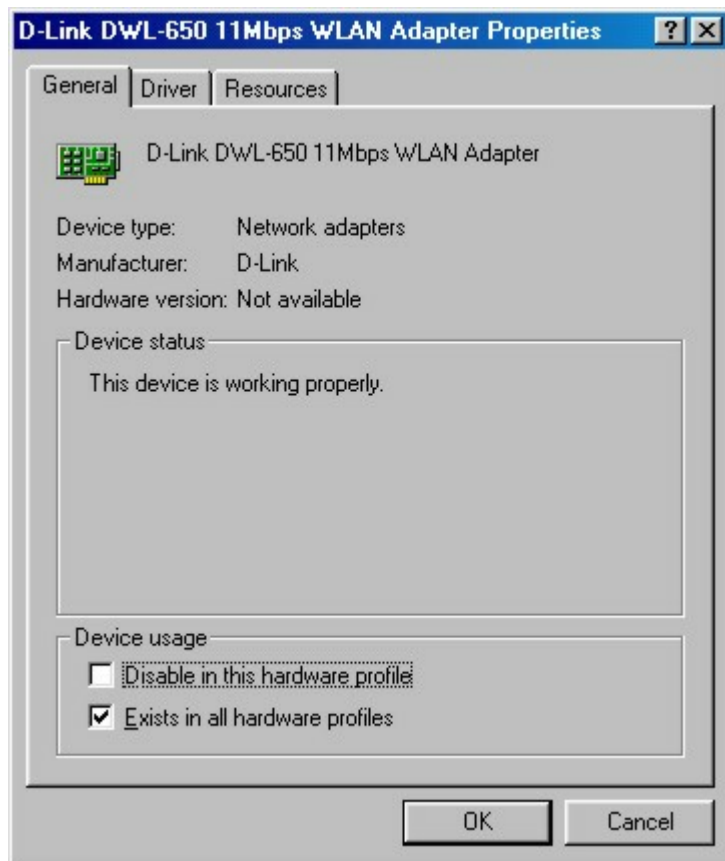 D-Link DWL-650 11Mbps WLAN Adapter Properties
General Driver Resources
D-Link DWL-650 11Mbps WLAN Adapter
Device type: Network adapters
Manufacturer: D-Link
Hardware version: Not available
Device status
This device is working properly.
Device usage
Disable in this hardware profile
Exists in all hardware profiles
OK Cancel